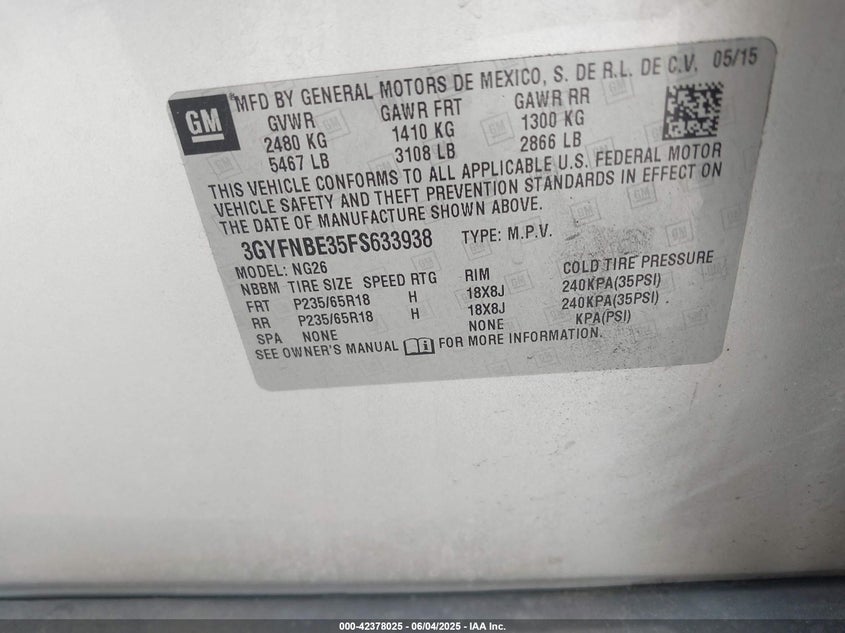 GM
*MFD BY GENERAL MOTORS DE MEXICO, S. DE R.L. DE C.V. 05/15
GVWR GAWR FRT GAWR RR
2480 KG 1410 KG 1300 KG
5467 LB 3108 LB 2866 LB
THIS VEHICLE CONFORMS TO ALL APPLICABLE U.S. FEDERAL MOTOR
VEHICLE SAFETY AND THEFT PREVENTION STANDARDS IN EFFECT ON
THE DATE OF MANUFACTURE SHOWN ABOVE.
3GYFNBE35FS633938 TYPE: M.P.V.
MODEL: NG26
NBBM TIRE SIZE SPEED RTG RIM COLD TIRE PRESSURE
FRT P235/65R18 H 18X8J 240KPA(35PSI)
RR P235/65R18 H 18X8J 240KPA(35PSI)
SPA NONE NONE KPA(PSI)
SEE OWNER'S MANUAL FOR MORE INFORMATION.
000-42378025 - 06/04/2025 - IAA Inc.